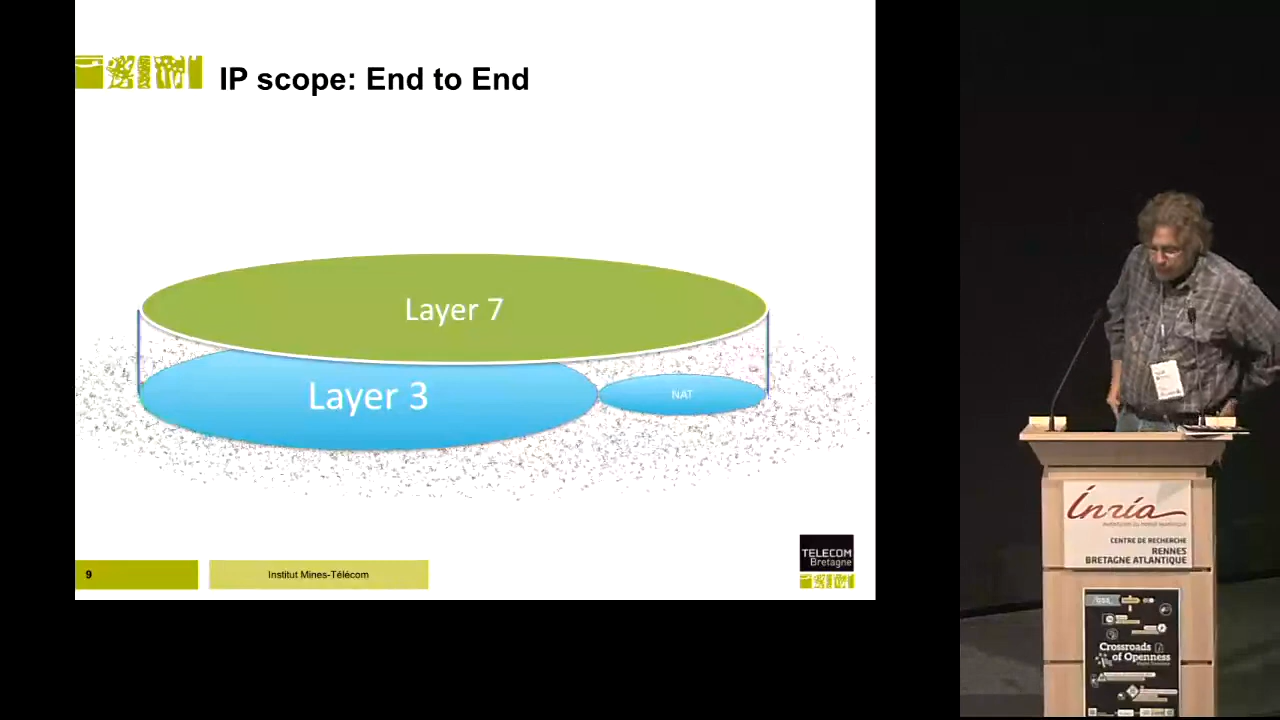 IP scope: End to End
Layer 7
Layer 3
NAT
TELECOM
Bretagne
9
Institut Mines-Télécom
Inria
CENTRE DE RECHERCHE
RENNES
BRETAGNE ATLANTIQUE
Crossroads
of Openness